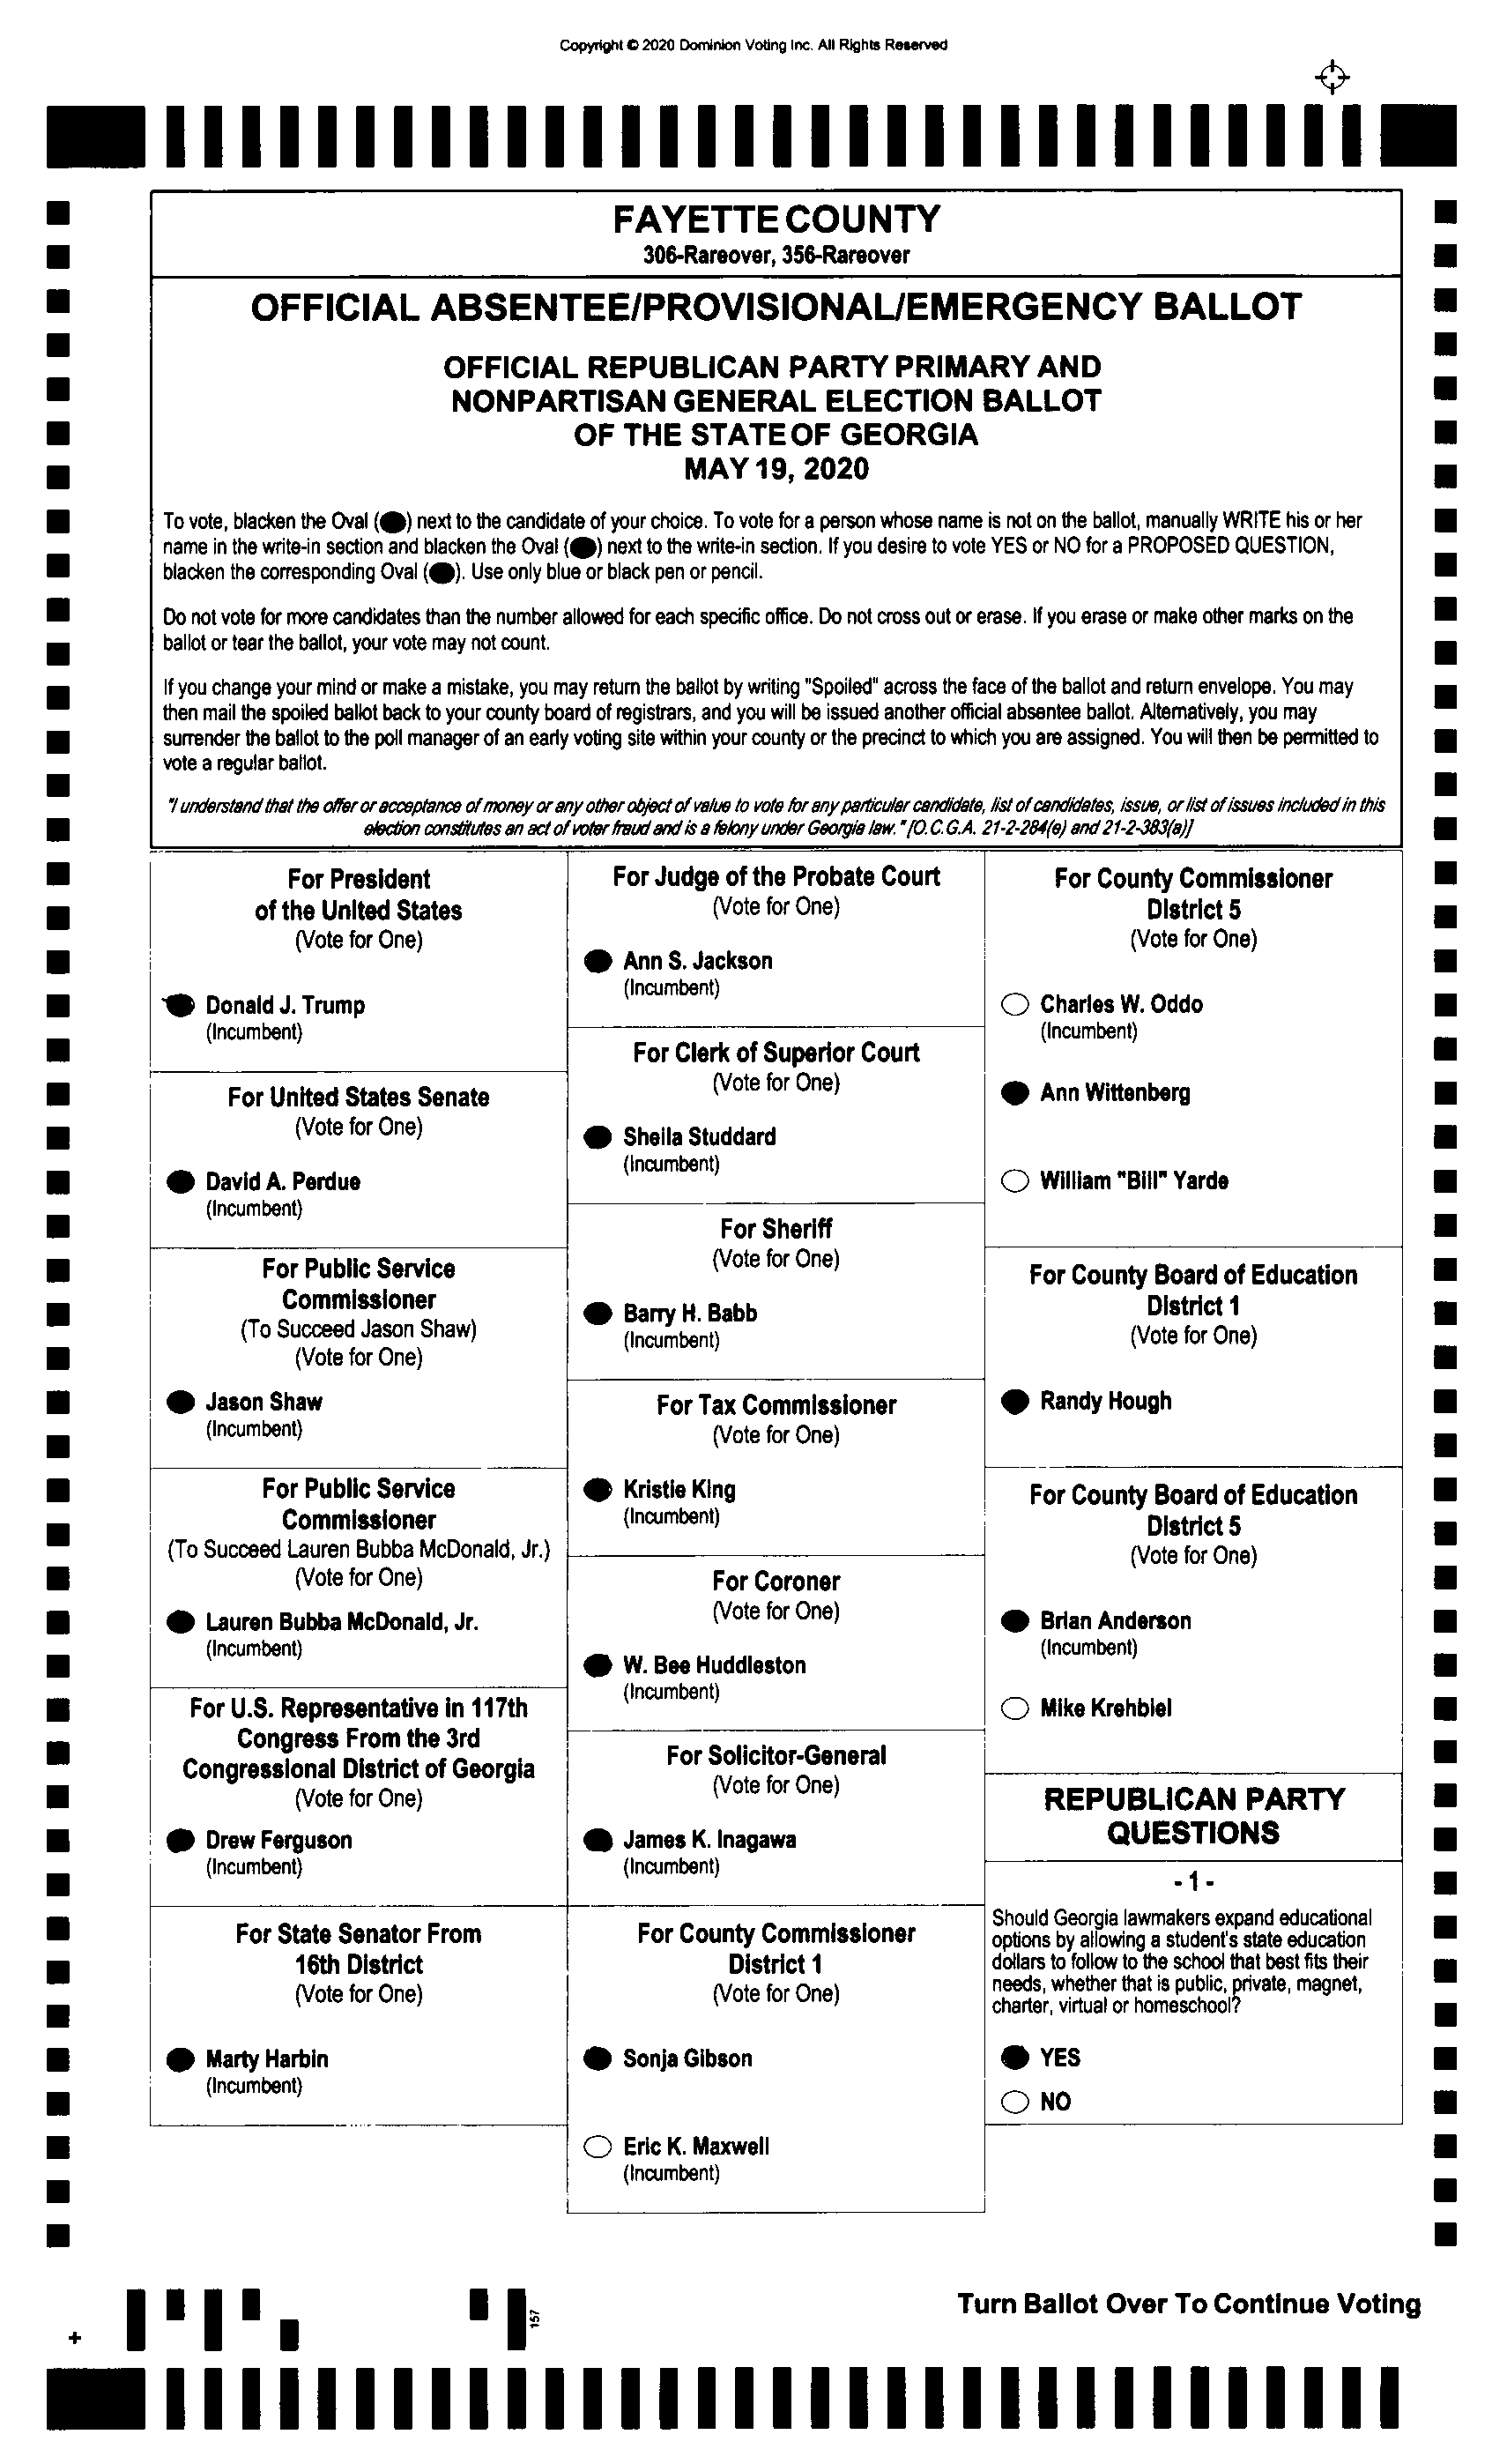 Copyright © 2020 Dominion Voting Inc. All Rights Reserved
FAYETTE COUNTY
306-Rareover, 356-Rareover
OFFICIAL ABSENTEE/PROVISIONAL/EMERGENCY BALLOT
OFFICIAL REPUBLICAN PARTY PRIMARY AND
NONPARTISAN GENERAL ELECTION BALLOT
OF THE STATE OF GEORGIA
MAY 19, 2020
To vote, blacken the Oval ( ) next to the candidate of your choice. To vote for a person whose name is not on the ballot, manually WRITE his or her
name in the write-in section and blacken the Oval ( ) next to the write-in section. If you desire to vote YES or NO for a PROPOSED QUESTION,
blacken the corresponding Oval ( ). Use only blue or black pen or pencil.
Do not vote for more candidates than the number allowed for each specific office. Do not cross out or erase. If you erase or make other marks on the
ballot or tear the ballot, your vote may not count.
If you change your mind or make a mistake, you may return the ballot by writing "Spoiled" across the face of the ballot and return envelope. You may
then mail the spoiled ballot back to your county board of registrars, and you will be issued another official absentee ballot. Alternatively, you may
surrender the ballot to the poll manager of an early voting site within your county or the precinct to which you are assigned. You will then be permitted to
vote a regular ballot.
"I understand that the offer or acceptance of money or any other object of value to vote for any particular candidate, list of candidates, issue, or list of issues included in this
election constitutes an act of voter fraud and is a felony under Georgia law." [O.C.G.A. 21-2-284(e) and 21-2-383(a)]
For President
of the United States
(Vote for One)
Donald J. Trump
(Incumbent)
For United States Senate
(Vote for One)
David A. Perdue
(Incumbent)
For Public Service
Commissioner
(To Succeed Jason Shaw)
(Vote for One)
Jason Shaw
(Incumbent)
For Public Service
Commissioner
(To Succeed Lauren Bubba McDonald, Jr.)
(Vote for One)
Lauren Bubba McDonald, Jr.
(Incumbent)
For U.S. Representative in 117th
Congress From the 3rd
Congressional District of Georgia
(Vote for One)
Drew Ferguson
(Incumbent)
For State Senator From
16th District
(Vote for One)
Marty Harbin
(Incumbent)
For Judge of the Probate Court
(Vote for One)
Ann S. Jackson
(Incumbent)
For Clerk of Superior Court
(Vote for One)
Sheila Studdard
(Incumbent)
For Sheriff
(Vote for One)
Barry H. Babb
(Incumbent)
For Tax Commissioner
(Vote for One)
Kristie King
(Incumbent)
For Coroner
(Vote for One)
W. Bee Huddleston
(Incumbent)
For Solicitor-General
(Vote for One)
James K. Inagawa
(Incumbent)
For County Commissioner
District 1
(Vote for One)
Sonja Gibson
Eric K. Maxwell
(Incumbent)
For County Commissioner
District 5
(Vote for One)
Charles W. Oddo
(Incumbent)
Ann Wittenberg
William "Bill" Yarde
For County Board of Education
District 1
(Vote for One)
Randy Hough
For County Board of Education
District 5
(Vote for One)
Brian Anderson
(Incumbent)
Mike Krehbiel
REPUBLICAN PARTY
QUESTIONS
- 1 -
Should Georgia lawmakers expand educational
options by allowing a student's state education
dollars to follow to the school that best fits their
needs, whether that is public, private, magnet,
charter, virtual or homeschool?
YES
NO
Turn Ballot Over To Continue Voting
157
+